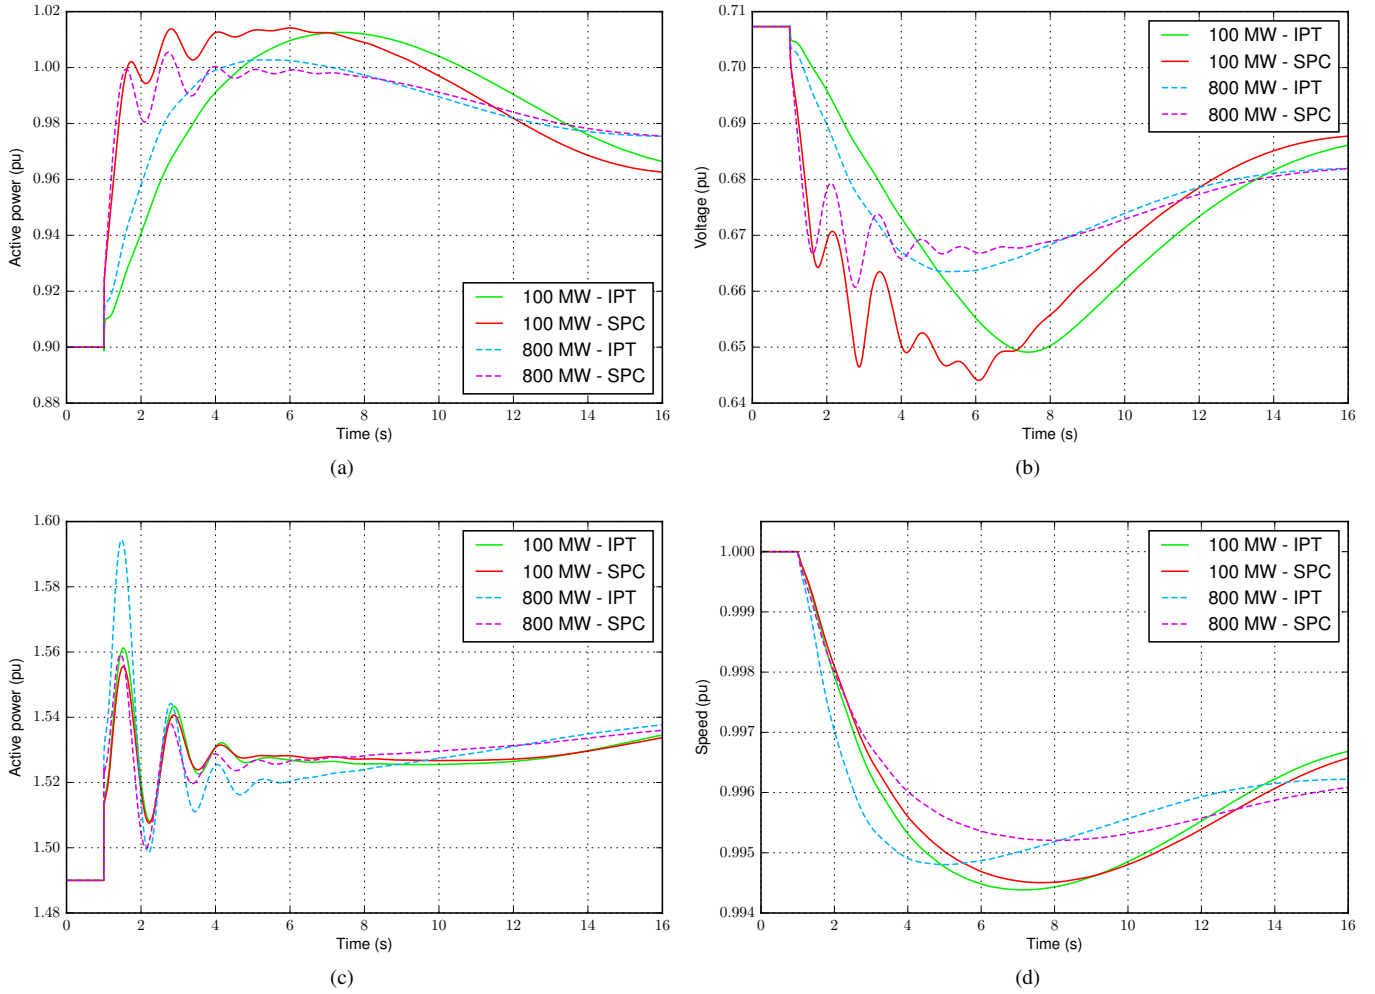 1.02
1.00
0.98
0.96
0.94
0.92
0.90
0.88
Active power (pu)
100 MW - IPT
100 MW - SPC
800 MW - IPT
800 MW - SPC
0 2 4 6 8 10 12 14 16
Time (s)
(a)
0.71
0.70
0.69
0.68
0.67
0.66
0.65
0.64
Voltage (pu)
100 MW - IPT
100 MW - SPC
800 MW - IPT
800 MW - SPC
0 2 4 6 8 10 12 14 16
Time (s)
(b)
1.60
1.58
1.56
1.54
1.52
1.50
1.48
Active power (pu)
100 MW - IPT
100 MW - SPC
800 MW - IPT
800 MW - SPC
0 2 4 6 8 10 12 14 16
Time (s)
(c)
1.000
0.999
0.998
0.997
0.996
0.995
0.994
Speed (pu)
100 MW - IPT
100 MW - SPC
800 MW - IPT
800 MW - SPC
0 2 4 6 8 10 12 14 16
Time (s)
(d)